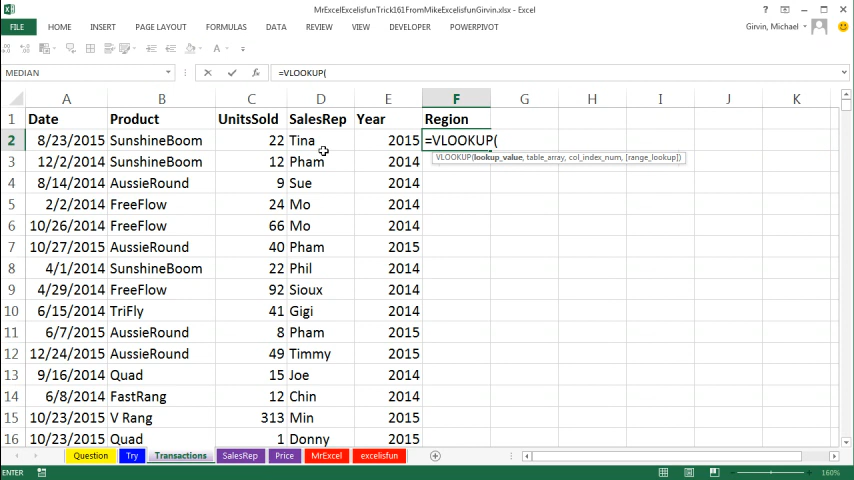 MrExcelExcelisfunTrick161FromMikeExcelisfunGirvin.xlsx - Excel
FILE HOME INSERT PAGE LAYOUT FORMULAS DATA REVIEW VIEW DEVELOPER POWERPIVOT Girvin, Michael
MEDIAN =VLOOKUP(
A B C D E F G H I J K
1 Date Product UnitsSold SalesRep Year Region
2 8/23/2015 SunshineBoom 22 Tina 2015 =VLOOKUP(
VLOOKUP(lookup_value, table_array, col_index_num, [range_lookup])
3 12/2/2014 SunshineBoom 12 Pham 2014
4 8/14/2014 AussieRound 9 Sue 2014
5 2/2/2014 FreeFlow 24 Mo 2014
6 10/26/2014 FreeFlow 66 Mo 2014
7 10/27/2015 AussieRound 40 Pham 2015
8 4/1/2014 SunshineBoom 22 Phil 2014
9 4/29/2014 FreeFlow 92 Sioux 2014
10 6/15/2014 TriFly 41 Gigi 2014
11 6/7/2015 AussieRound 8 Pham 2015
12 12/24/2015 AussieRound 49 Timmy 2015
13 9/16/2014 Quad 15 Joe 2014
14 6/8/2014 FastRang 12 Chin 2014
15 10/23/2015 V Rang 313 Min 2015
16 10/23/2015 Quad 1 Donny 2015
Question Try Transactions SalesRep Price MrExcel excelisfun
ENTER 160%